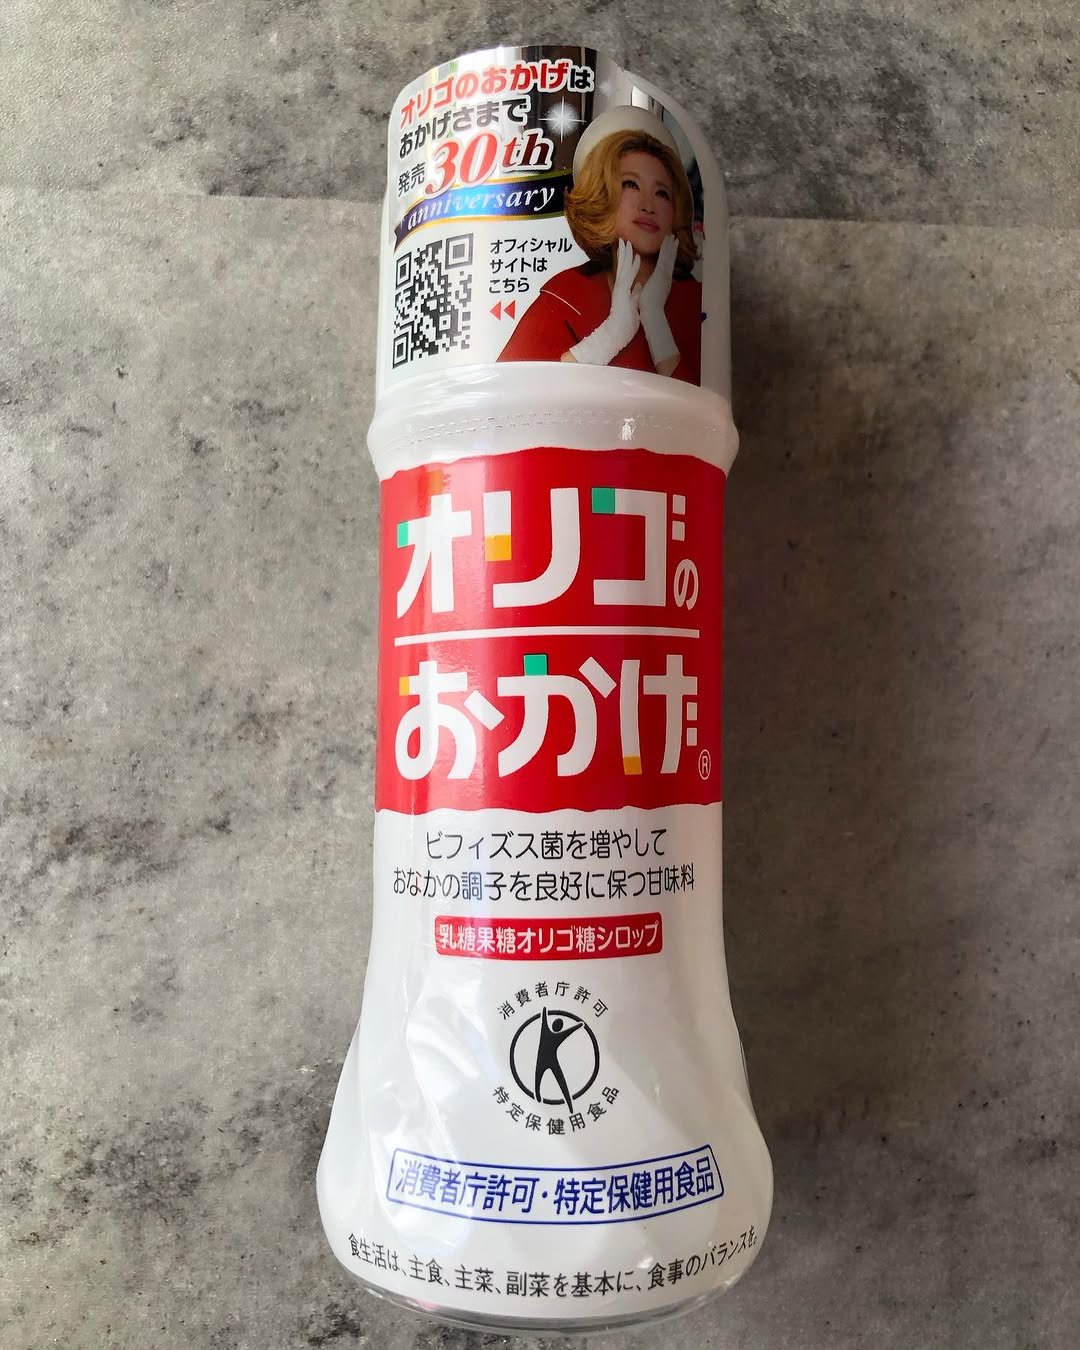 オリゴのおかげは
おかげさまで
発売30th
anniversary
オフィシャル
サイトは
こちら
オリゴの
おかげ®
ビフィズス菌を増やして
おなかの調子を良好に保つ甘味料
乳糖果糖オリゴ糖シロップ
消費者庁許可
特定保健用食品
消費者庁許可・特定保健用食品
食生活は、主食、主菜、副菜を基本に、食事のバランスを。